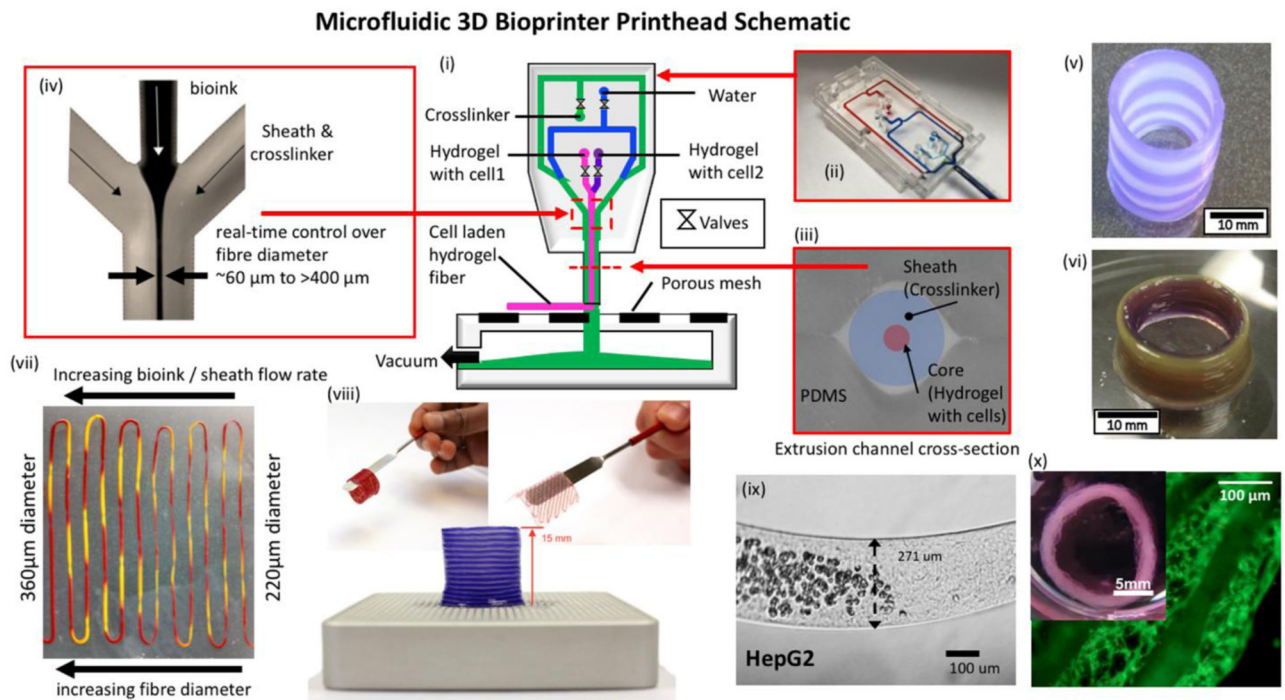 Microfluidic 3D Bioprinter Printhead Schematic
(iv)
bioink
Sheath &
crosslinker
real-time control over
fibre diameter
~60 µm to >400 µm
(i)
Water
Crosslinker
Hydrogel
with cell1
Hydrogel
with cell2
Valves
Cell laden
hydrogel
fiber
Porous mesh
Vacuum
(ii)
(iii)
Sheath
(Crosslinker)
PDMS
Core
(Hydrogel
with cells)
Extrusion channel cross-section
(v)
10 mm
(vi)
10 mm
(vii)
Increasing bioink / sheath flow rate
360µm diameter
220µm diameter
increasing fibre diameter
(viii)
15 mm
(ix)
271 um
HepG2
100 um
(x)
100 µm
5mm